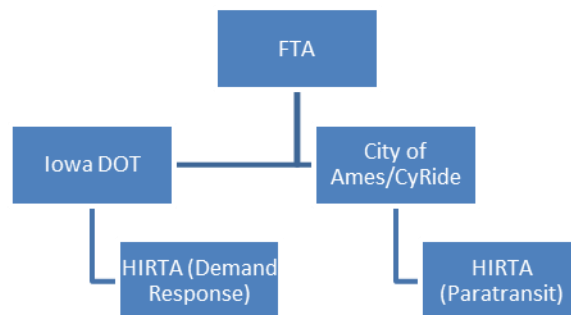 FTA
Iowa DOT
City of
Ames/CyRide
HIRTA (Demand
Response)
HIRTA
(Paratransit)